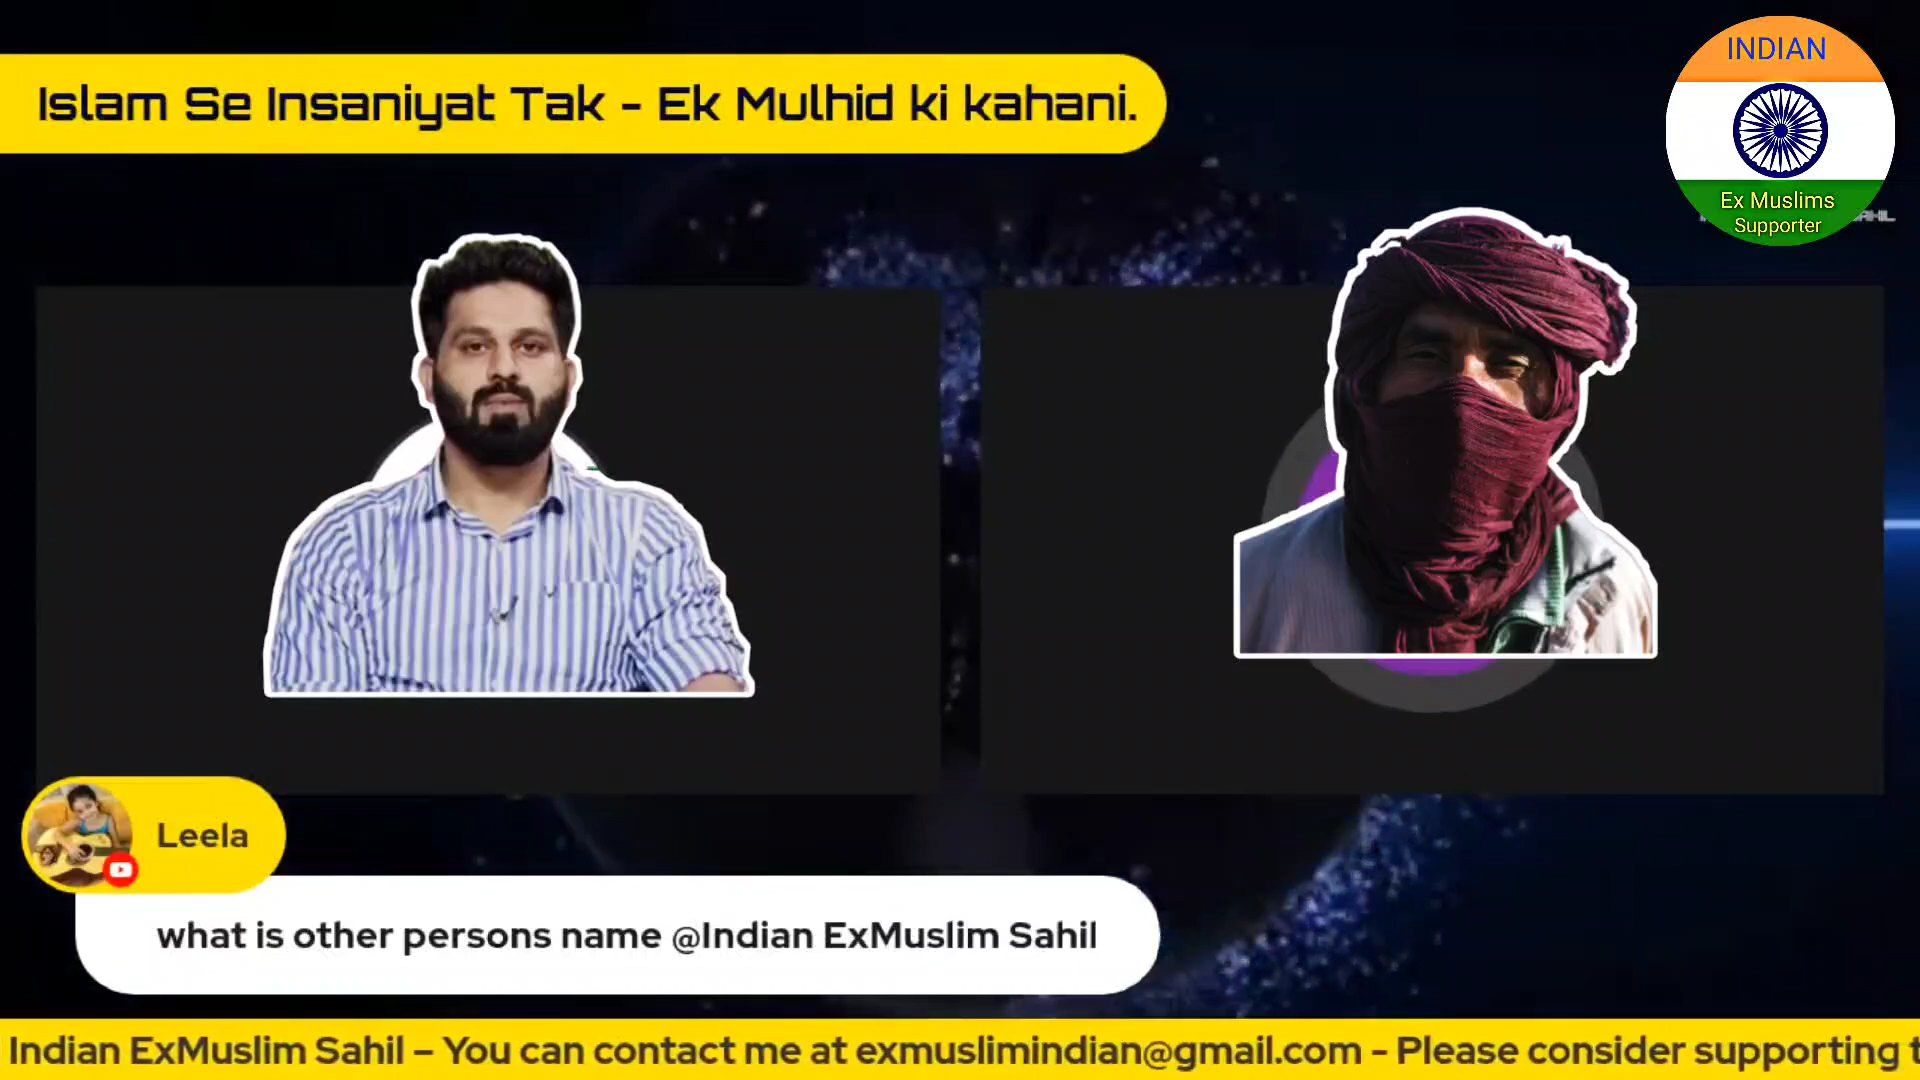 Islam Se Insaniyat Tak - Ek Mulhid ki kahani.
INDIAN
Ex Muslims
Supporter
Leela
what is other persons name @Indian ExMuslim Sahil
Indian ExMuslim Sahil – You can contact me at exmuslimindian@gmail.com - Please consider supporting